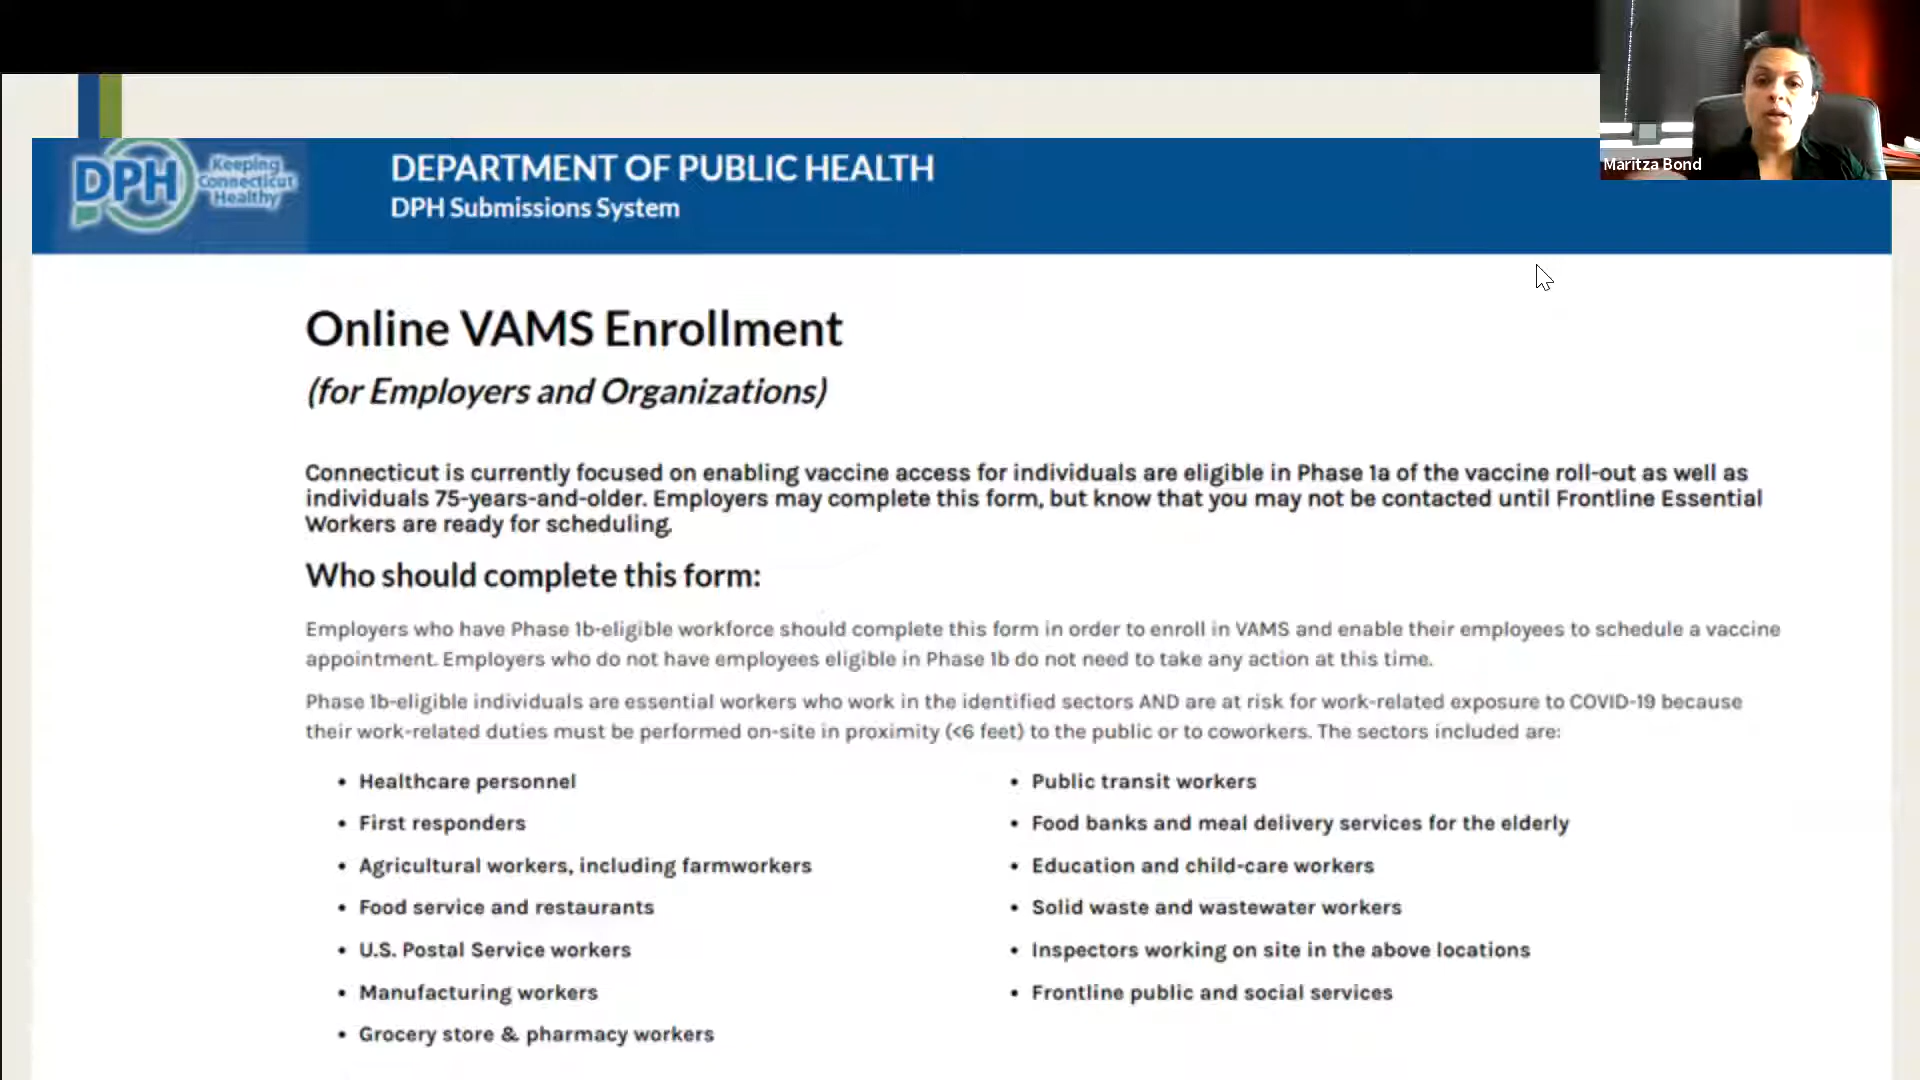 Maritza Bond
DPH
Keeping
Connecticut
Healthy
DEPARTMENT OF PUBLIC HEALTH
DPH Submissions System
Online VAMS Enrollment
(for Employers and Organizations)
Connecticut is currently focused on enabling vaccine access for individuals are eligible in Phase 1a of the vaccine roll-out as well as
individuals 75-years-and-older. Employers may complete this form, but know that you may not be contacted until Frontline Essential
Workers are ready for scheduling.
Who should complete this form:
Employers who have Phase 1b-eligible workforce should complete this form in order to enroll in VAMS and enable their employees to schedule a vaccine
appointment. Employers who do not have employees eligible in Phase 1b do not need to take any action at this time.
Phase 1b-eligible individuals are essential workers who work in the identified sectors AND are at risk for work-related exposure to COVID-19 because
their work-related duties must be performed on-site in proximity (<6 feet) to the public or to coworkers. The sectors included are:
• Healthcare personnel
• First responders
• Agricultural workers, including farmworkers
• Food service and restaurants
• U.S. Postal Service workers
• Manufacturing workers
• Grocery store & pharmacy workers
• Public transit workers
• Food banks and meal delivery services for the elderly
• Education and child-care workers
• Solid waste and wastewater workers
• Inspectors working on site in the above locations
• Frontline public and social services